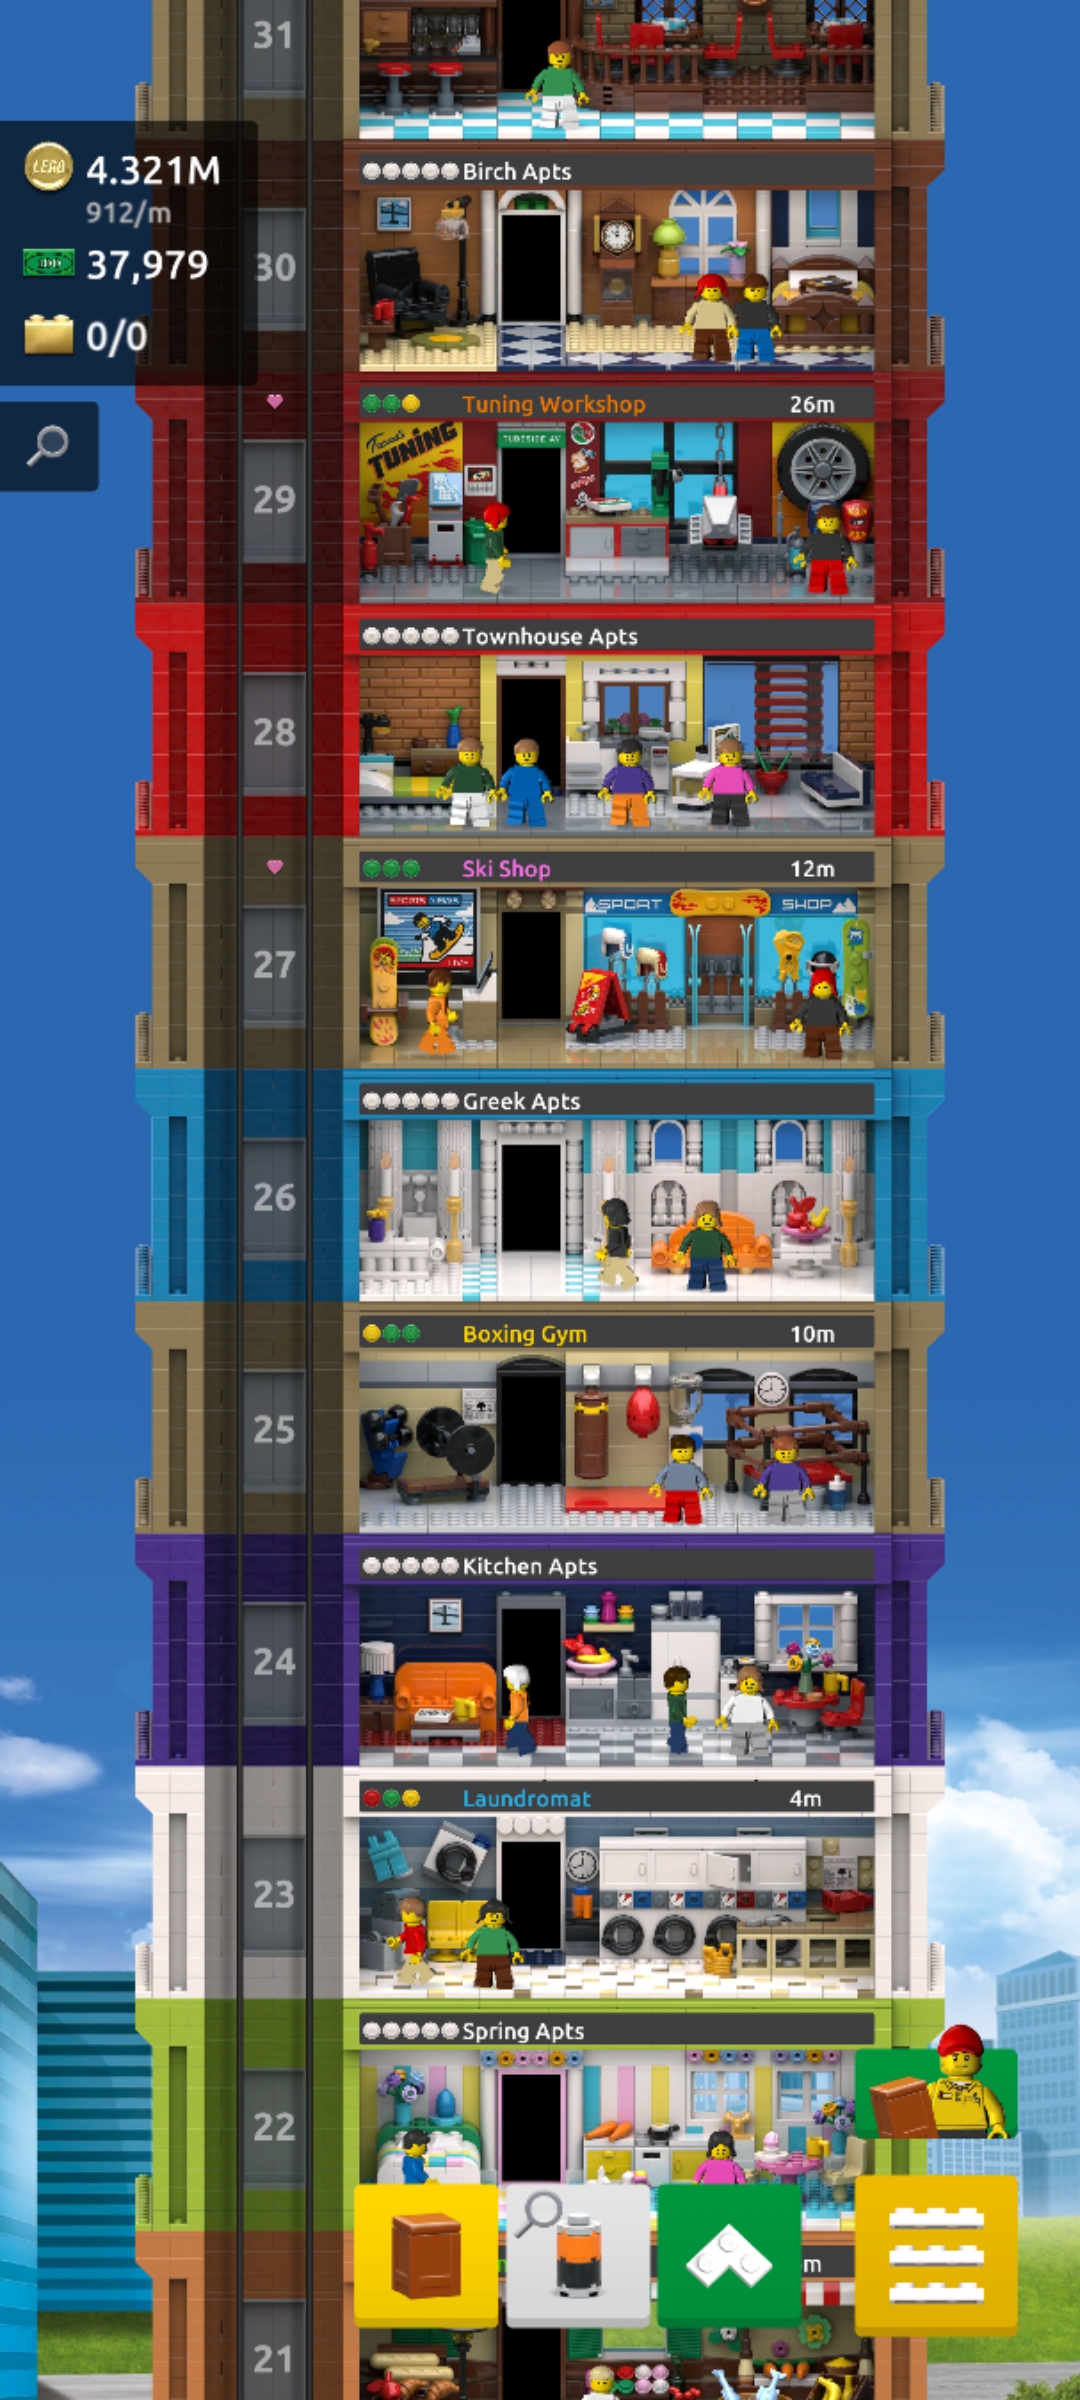 31
LEGO
4.321M
912/m
37,979
0/0
Birch Apts
30
Tuning Workshop 26m
TUNING
TUBESIDE AV
29
Townhouse Apts
28
Ski Shop 12m
SPORT SHOP
27
Greek Apts
26
Boxing Gym 10m
25
Kitchen Apts
24
Laundromat 4m
23
Spring Apts
22
m
21